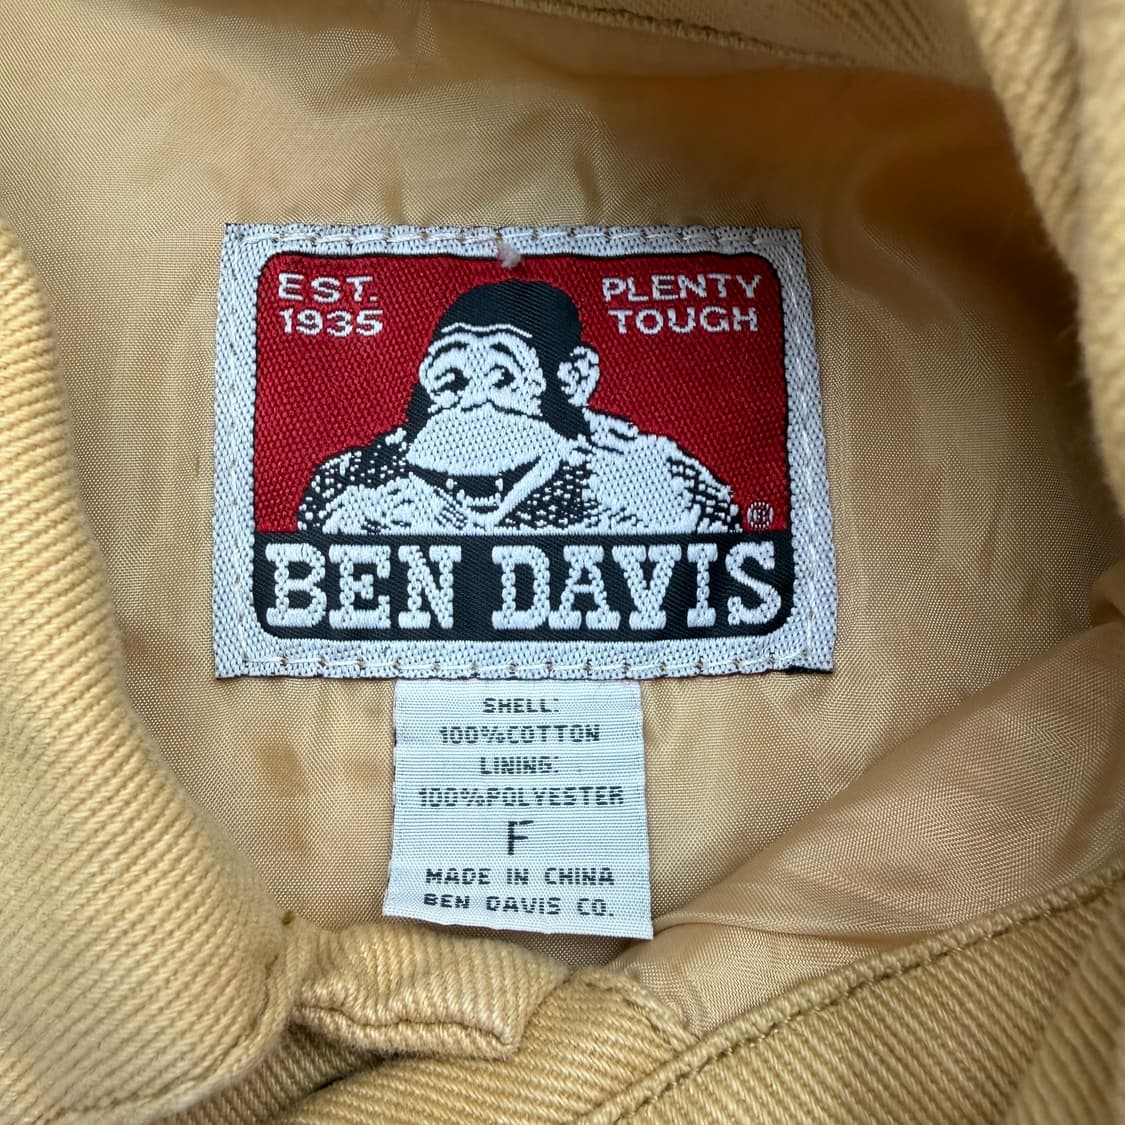 EST.
1935
PLENTY
TOUGH
®
BEN DAVIS
SHELL:
100%COTTON
LINING:
100%POLYESTER
F
MADE IN CHINA
BEN DAVIS CO.